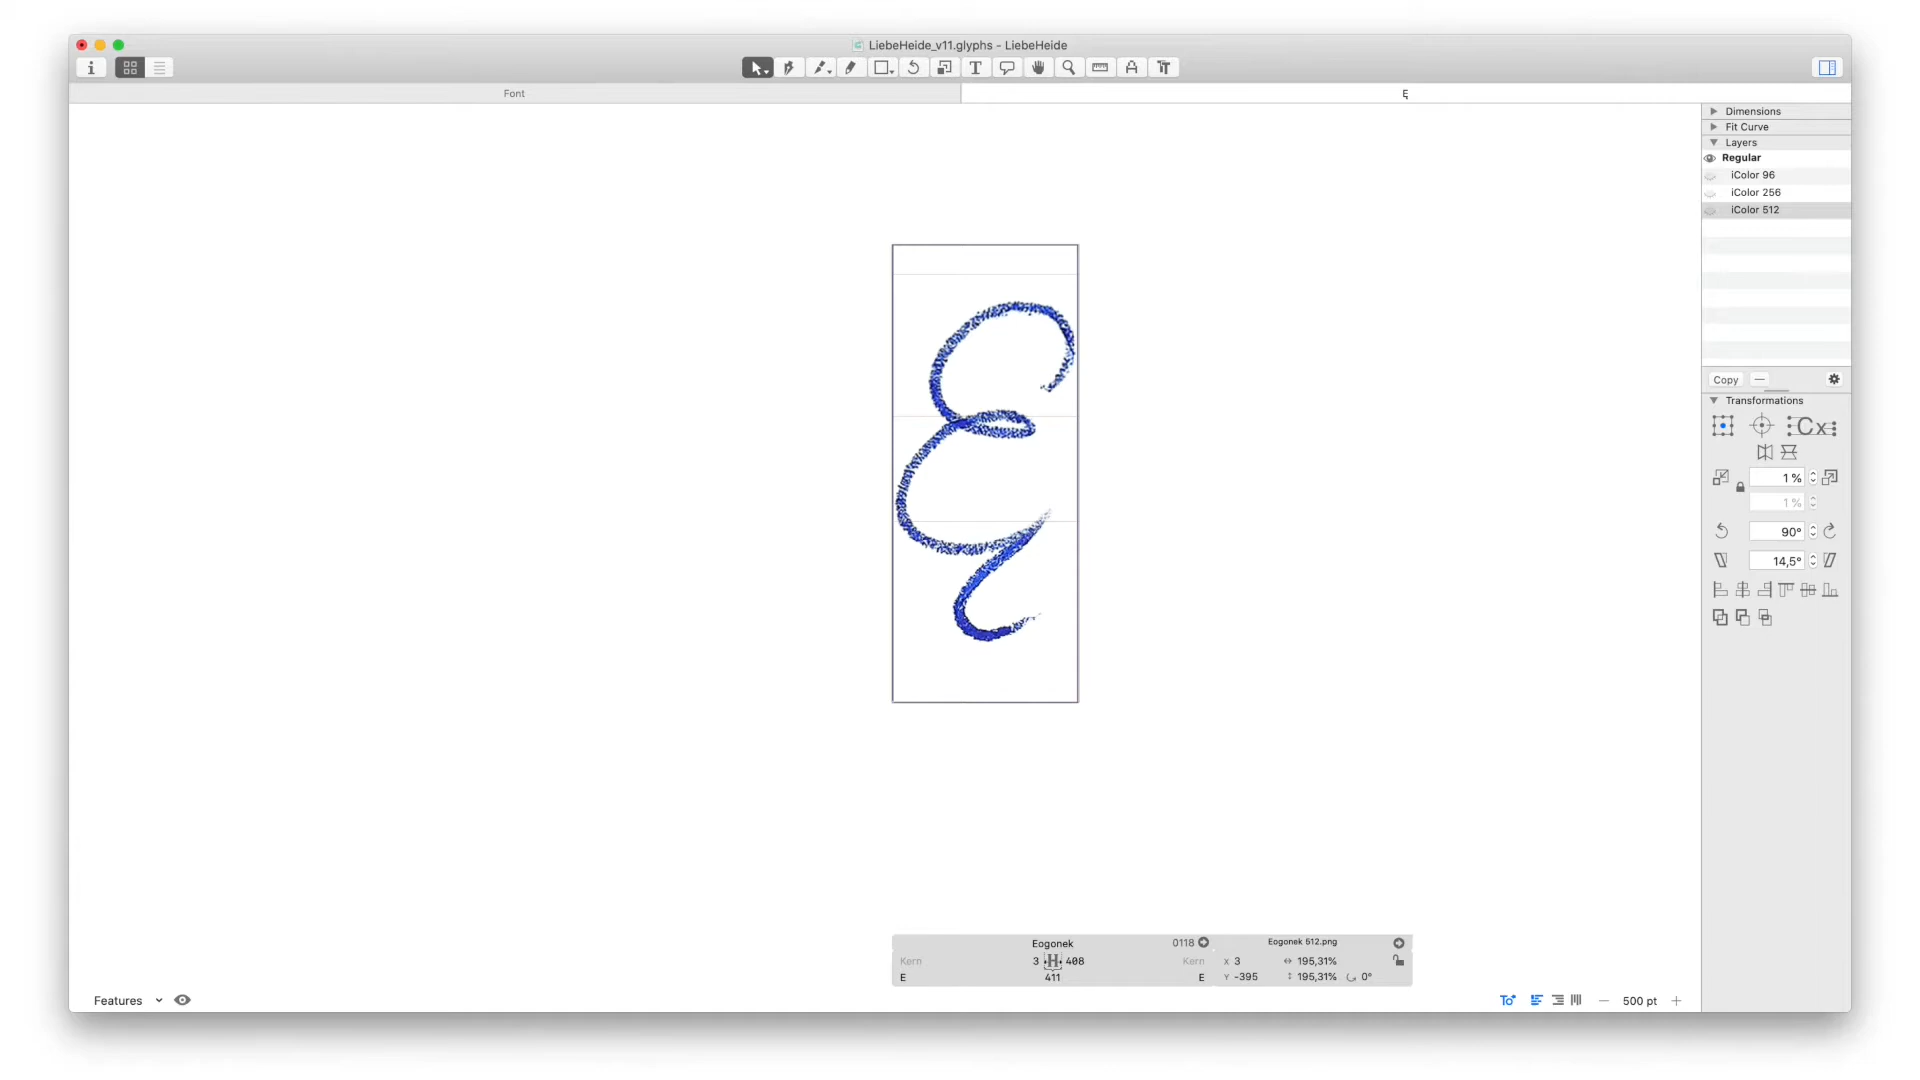 LiebeHeide_v11.glyphs - LiebeHeide
Font
Ę
Dimensions
Fit Curve
Layers
Regular
iColor 96
iColor 256
iColor 512
Ę
Copy
Transformations
1 %
1 %
90°
14,5°
Eogonek
0118
Eogonek 512.png
Kern
3 H 408
Kern
X 3
195,31%
E
411
E
Y -395
195,31%
0°
Features
500 pt